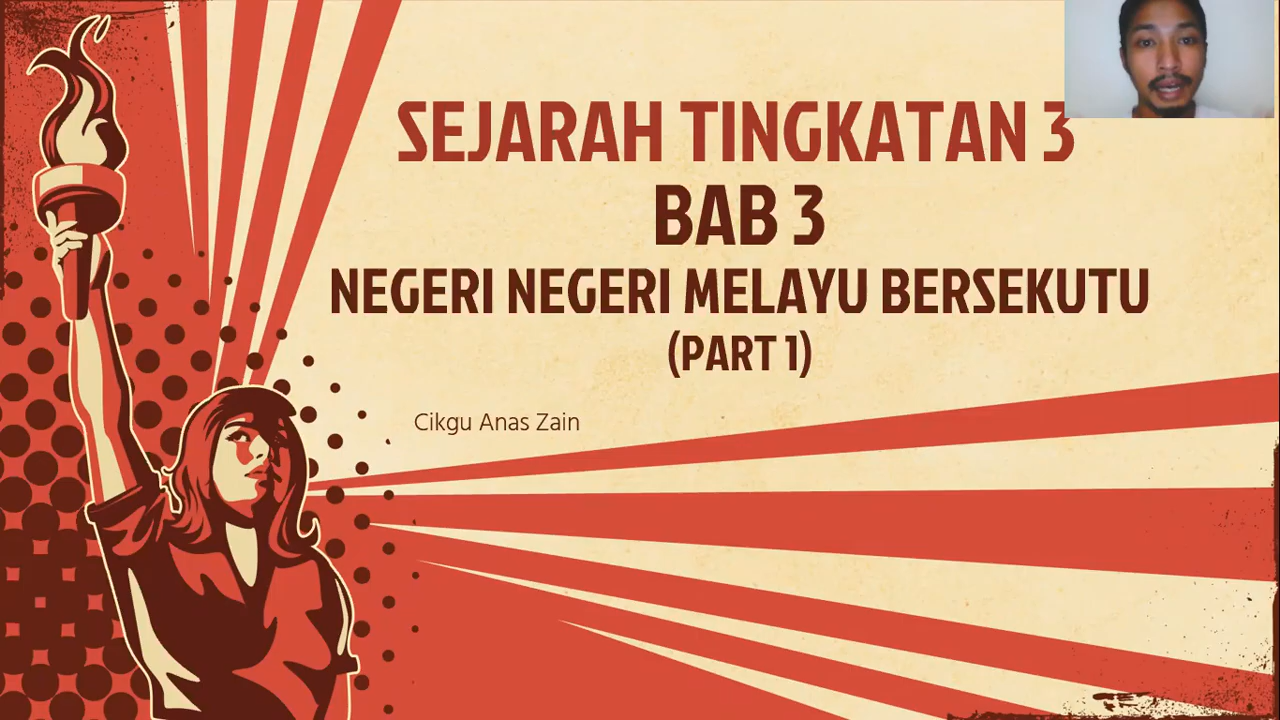 SEJARAH TINGKATAN 3
BAB 3
NEGERI NEGERI MELAYU BERSEKUTU
(PART 1)
Cikgu Anas Zain